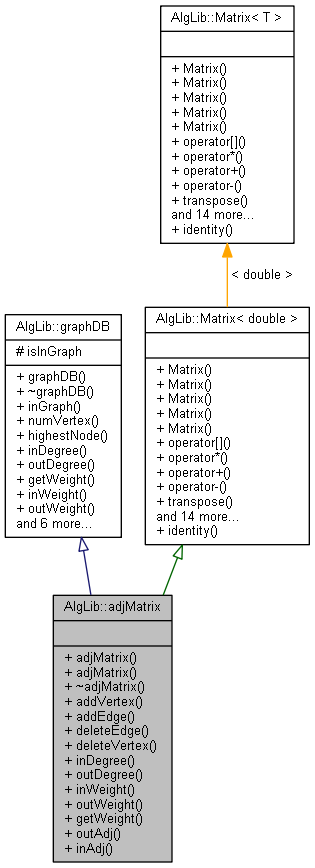 AlgLib::Matrix< T >
+ Matrix()
+ Matrix()
+ Matrix()
+ Matrix()
+ Matrix()
+ operator[]()
+ operator*()
+ operator+()
+ operator-()
+ transpose()
and 14 more...
+ identity()
< double >
AlgLib::graphDB
# isInGraph
+ graphDB()
+ ~graphDB()
+ inGraph()
+ numVertex()
+ highestNode()
+ inDegree()
+ outDegree()
+ getWeight()
+ inWeight()
+ outWeight()
and 6 more...
AlgLib::Matrix< double >
+ Matrix()
+ Matrix()
+ Matrix()
+ Matrix()
+ Matrix()
+ operator[]()
+ operator*()
+ operator+()
+ operator-()
+ transpose()
and 14 more...
+ identity()
AlgLib::adjMatrix
+ adjMatrix()
+ adjMatrix()
+ ~adjMatrix()
+ addVertex()
+ addEdge()
+ deleteEdge()
+ deleteVertex()
+ inDegree()
+ outDegree()
+ inWeight()
+ outWeight()
+ getWeight()
+ outAdj()
+ inAdj()